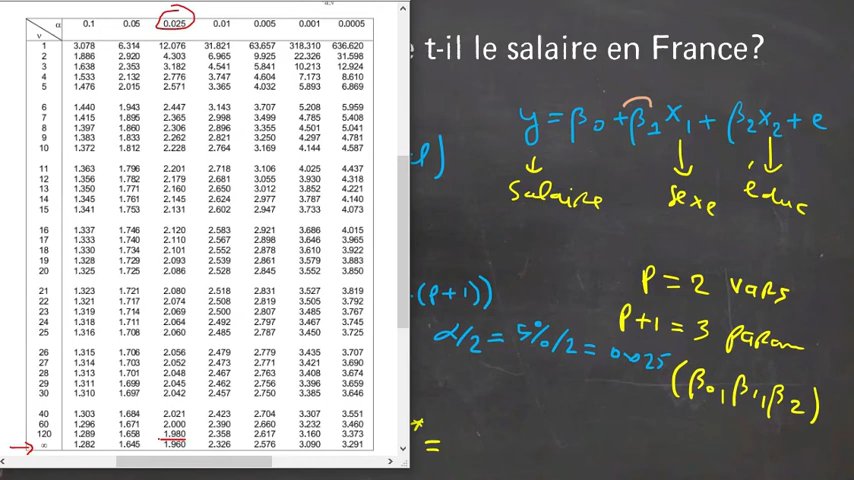 α,ν
α 0.1 0.05 0.025 0.01 0.005 0.001 0.0005
ν
1 3.078 6.314 12.076 31.821 63.657 318.310 636.620
2 1.886 2.920 4.303 6.965 9.925 22.326 31.598
3 1.638 2.353 3.182 4.541 5.841 10.213 12.924
4 1.533 2.132 2.776 3.747 4.604 7.173 8.610
5 1.476 2.015 2.571 3.365 4.032 5.893 6.869
6 1.440 1.943 2.447 3.143 3.707 5.208 5.959
7 1.415 1.895 2.365 2.998 3.499 4.785 5.408
8 1.397 1.860 2.306 2.896 3.355 4.501 5.041
9 1.383 1.833 2.262 2.821 3.250 4.297 4.781
10 1.372 1.812 2.228 2.764 3.169 4.144 4.587
11 1.363 1.796 2.201 2.718 3.106 4.025 4.437
12 1.356 1.782 2.179 2.681 3.055 3.930 4.318
13 1.350 1.771 2.160 2.650 3.012 3.852 4.221
14 1.345 1.761 2.145 2.624 2.977 3.787 4.140
15 1.341 1.753 2.131 2.602 2.947 3.733 4.073
16 1.337 1.746 2.120 2.583 2.921 3.686 4.015
17 1.333 1.740 2.110 2.567 2.898 3.646 3.965
18 1.330 1.734 2.101 2.552 2.878 3.610 3.922
19 1.328 1.729 2.093 2.539 2.861 3.579 3.883
20 1.325 1.725 2.086 2.528 2.845 3.552 3.850
21 1.323 1.721 2.080 2.518 2.831 3.527 3.819
22 1.321 1.717 2.074 2.508 2.819 3.505 3.792
23 1.319 1.714 2.069 2.500 2.807 3.485 3.767
24 1.318 1.711 2.064 2.492 2.797 3.467 3.745
25 1.316 1.708 2.060 2.485 2.787 3.450 3.725
26 1.315 1.706 2.056 2.479 2.779 3.435 3.707
27 1.314 1.703 2.052 2.473 2.771 3.421 3.690
28 1.313 1.701 2.048 2.467 2.763 3.408 3.674
29 1.311 1.699 2.045 2.462 2.756 3.396 3.659
30 1.310 1.697 2.042 2.457 2.750 3.385 3.646
40 1.303 1.684 2.021 2.423 2.704 3.307 3.551
60 1.296 1.671 2.000 2.390 2.660 3.232 3.460
120 1.289 1.658 1.980 2.358 2.617 3.160 3.373
∞ 1.282 1.645 1.960 2.326 2.576 3.090 3.291
t-il le salaire en France?
y = β0 + β1 x1 + β2 x2 + e
salaire sexe educ
(p+1))
α/2 = 5%/2 = 0.025
p = 2 vars
p+1 = 3 param
(β0, β1, β2)
* =